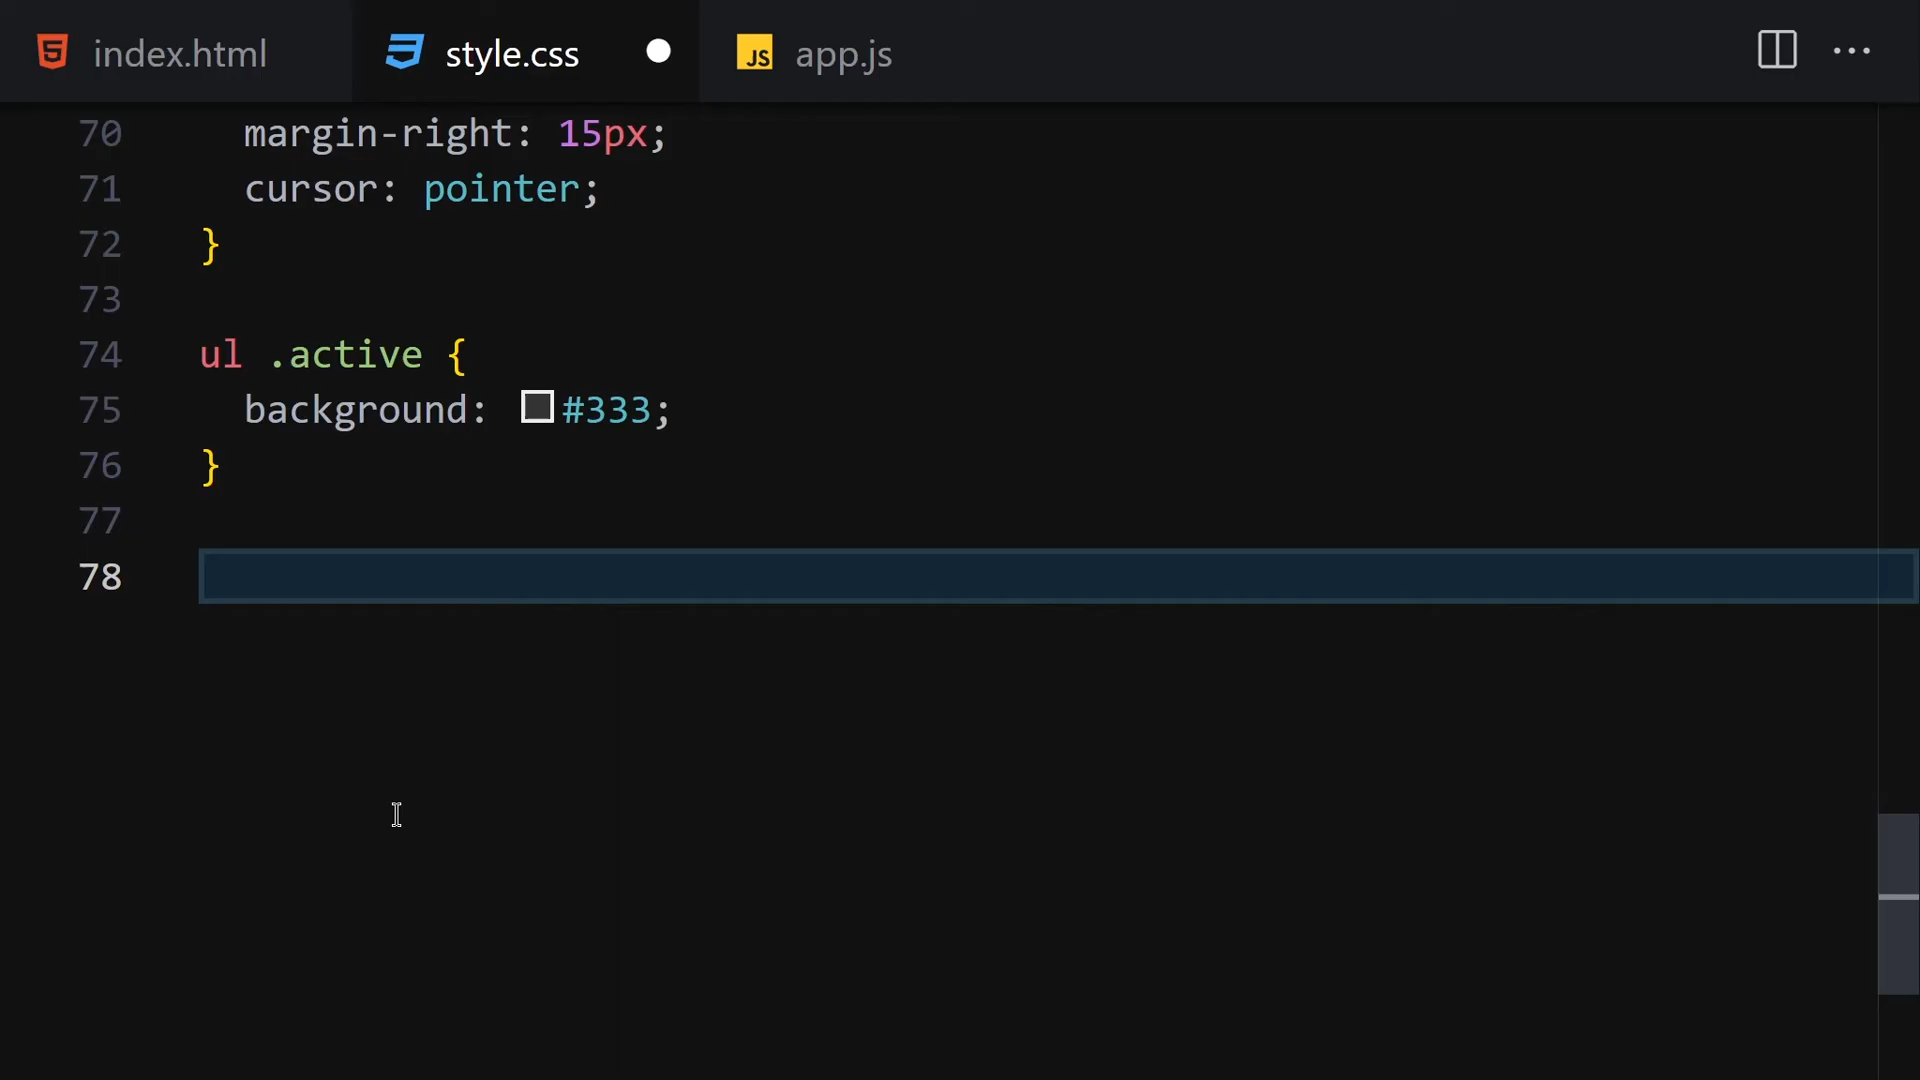 index.html style.css JS app.js
70 margin-right: 15px;
71 cursor: pointer;
72 }
73
74 ul .active {
75 background: #333;
76 }
77
78